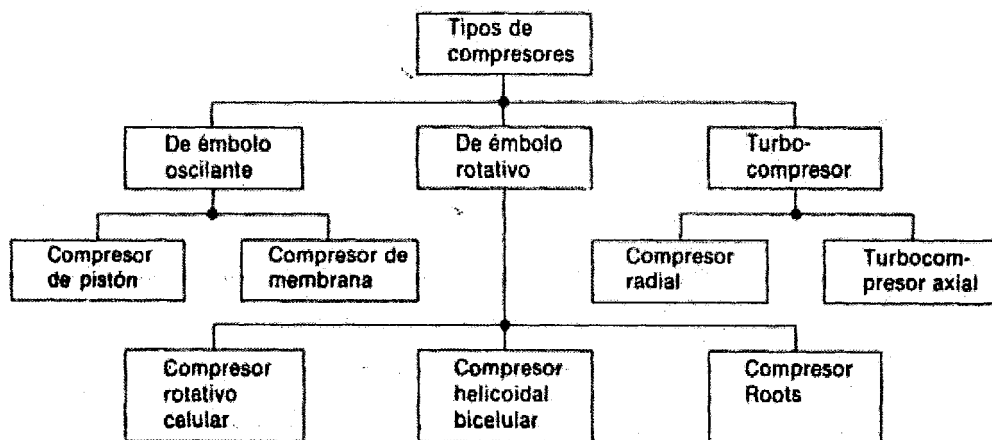 Tipos de
compresores
De émbolo
oscilante
De émbolo
rotativo
Turbo-
compresor
Compresor
de pistón
Compresor de
membrana
Compresor
radial
Turbocom-
presor axial
Compresor
rotativo
celular
Compresor
helicoidal
bicelular
Compresor
Roots